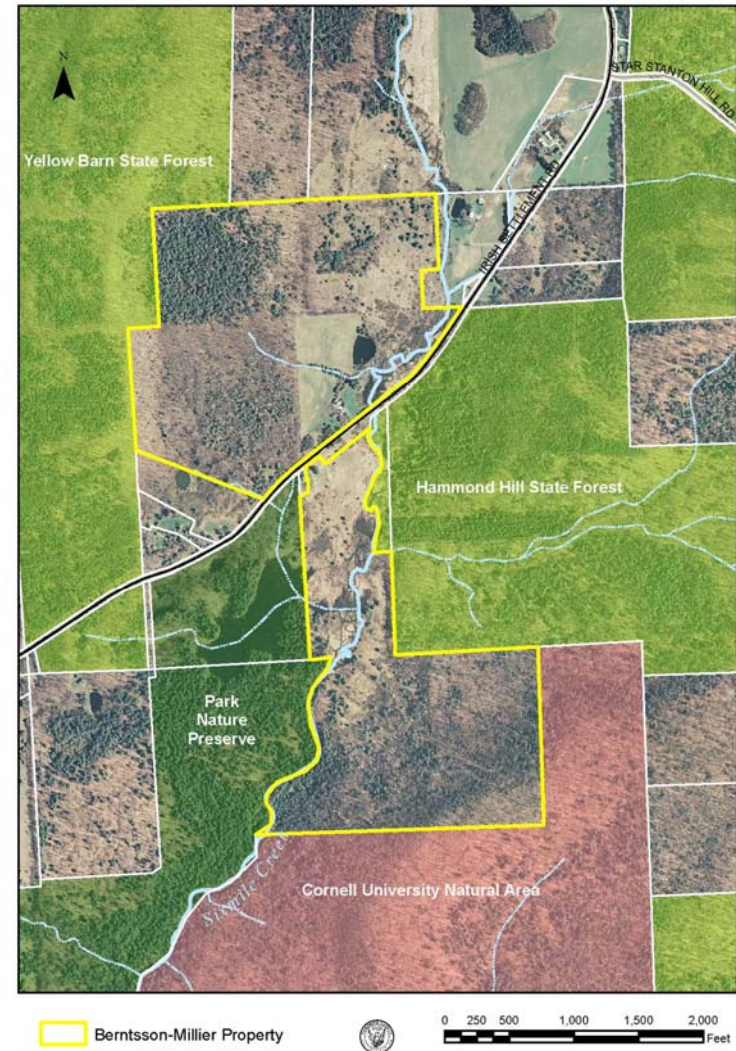 N
STAR STANTON HILL RD
Yellow Barn State Forest
IRISH SETTLEMENT RD
Hammond Hill State Forest
Park
Nature
Preserve
Sixmile Creek
Cornell University Natural Area
Berntsson-Millier Property
0 250 500 1,000 1,500 2,000
Feet